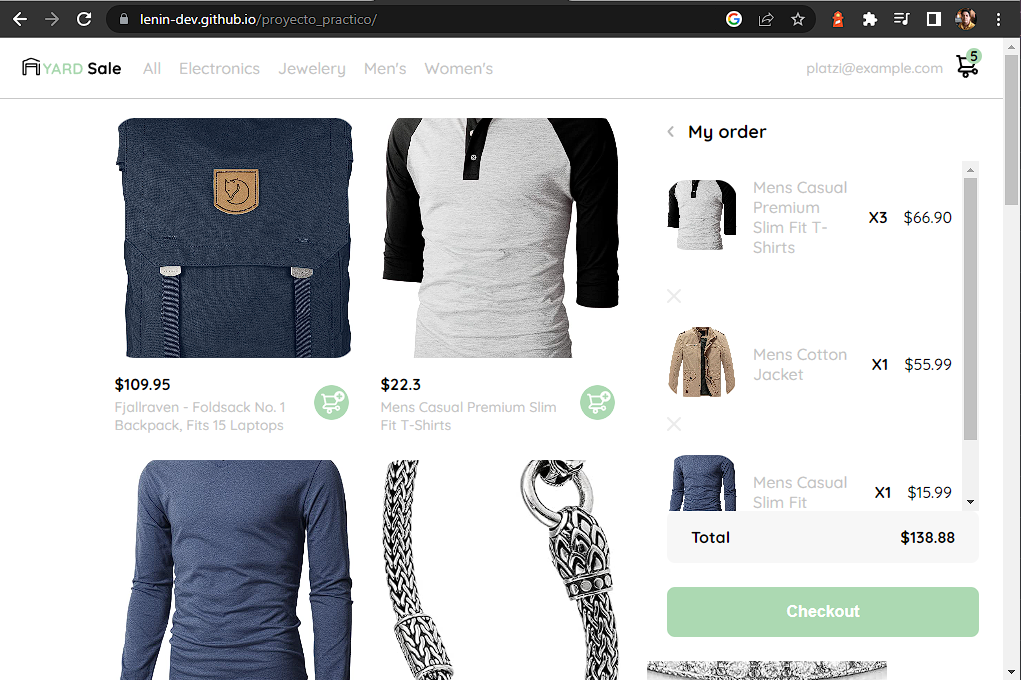 lenin-dev.github.io/proyecto_practico/
YARD Sale
All
Electronics
Jewelery
Men's
Women's
platzi@example.com
5
My order
Mens Casual
Premium
Slim Fit T-
Shirts
X3
$66.90
Mens Cotton
Jacket
X1
$55.99
Mens Casual
Slim Fit
X1
$15.99
Total
$138.88
Checkout
$109.95
Fjallraven - Foldsack No. 1
Backpack, Fits 15 Laptops
$22.3
Mens Casual Premium Slim
Fit T-Shirts